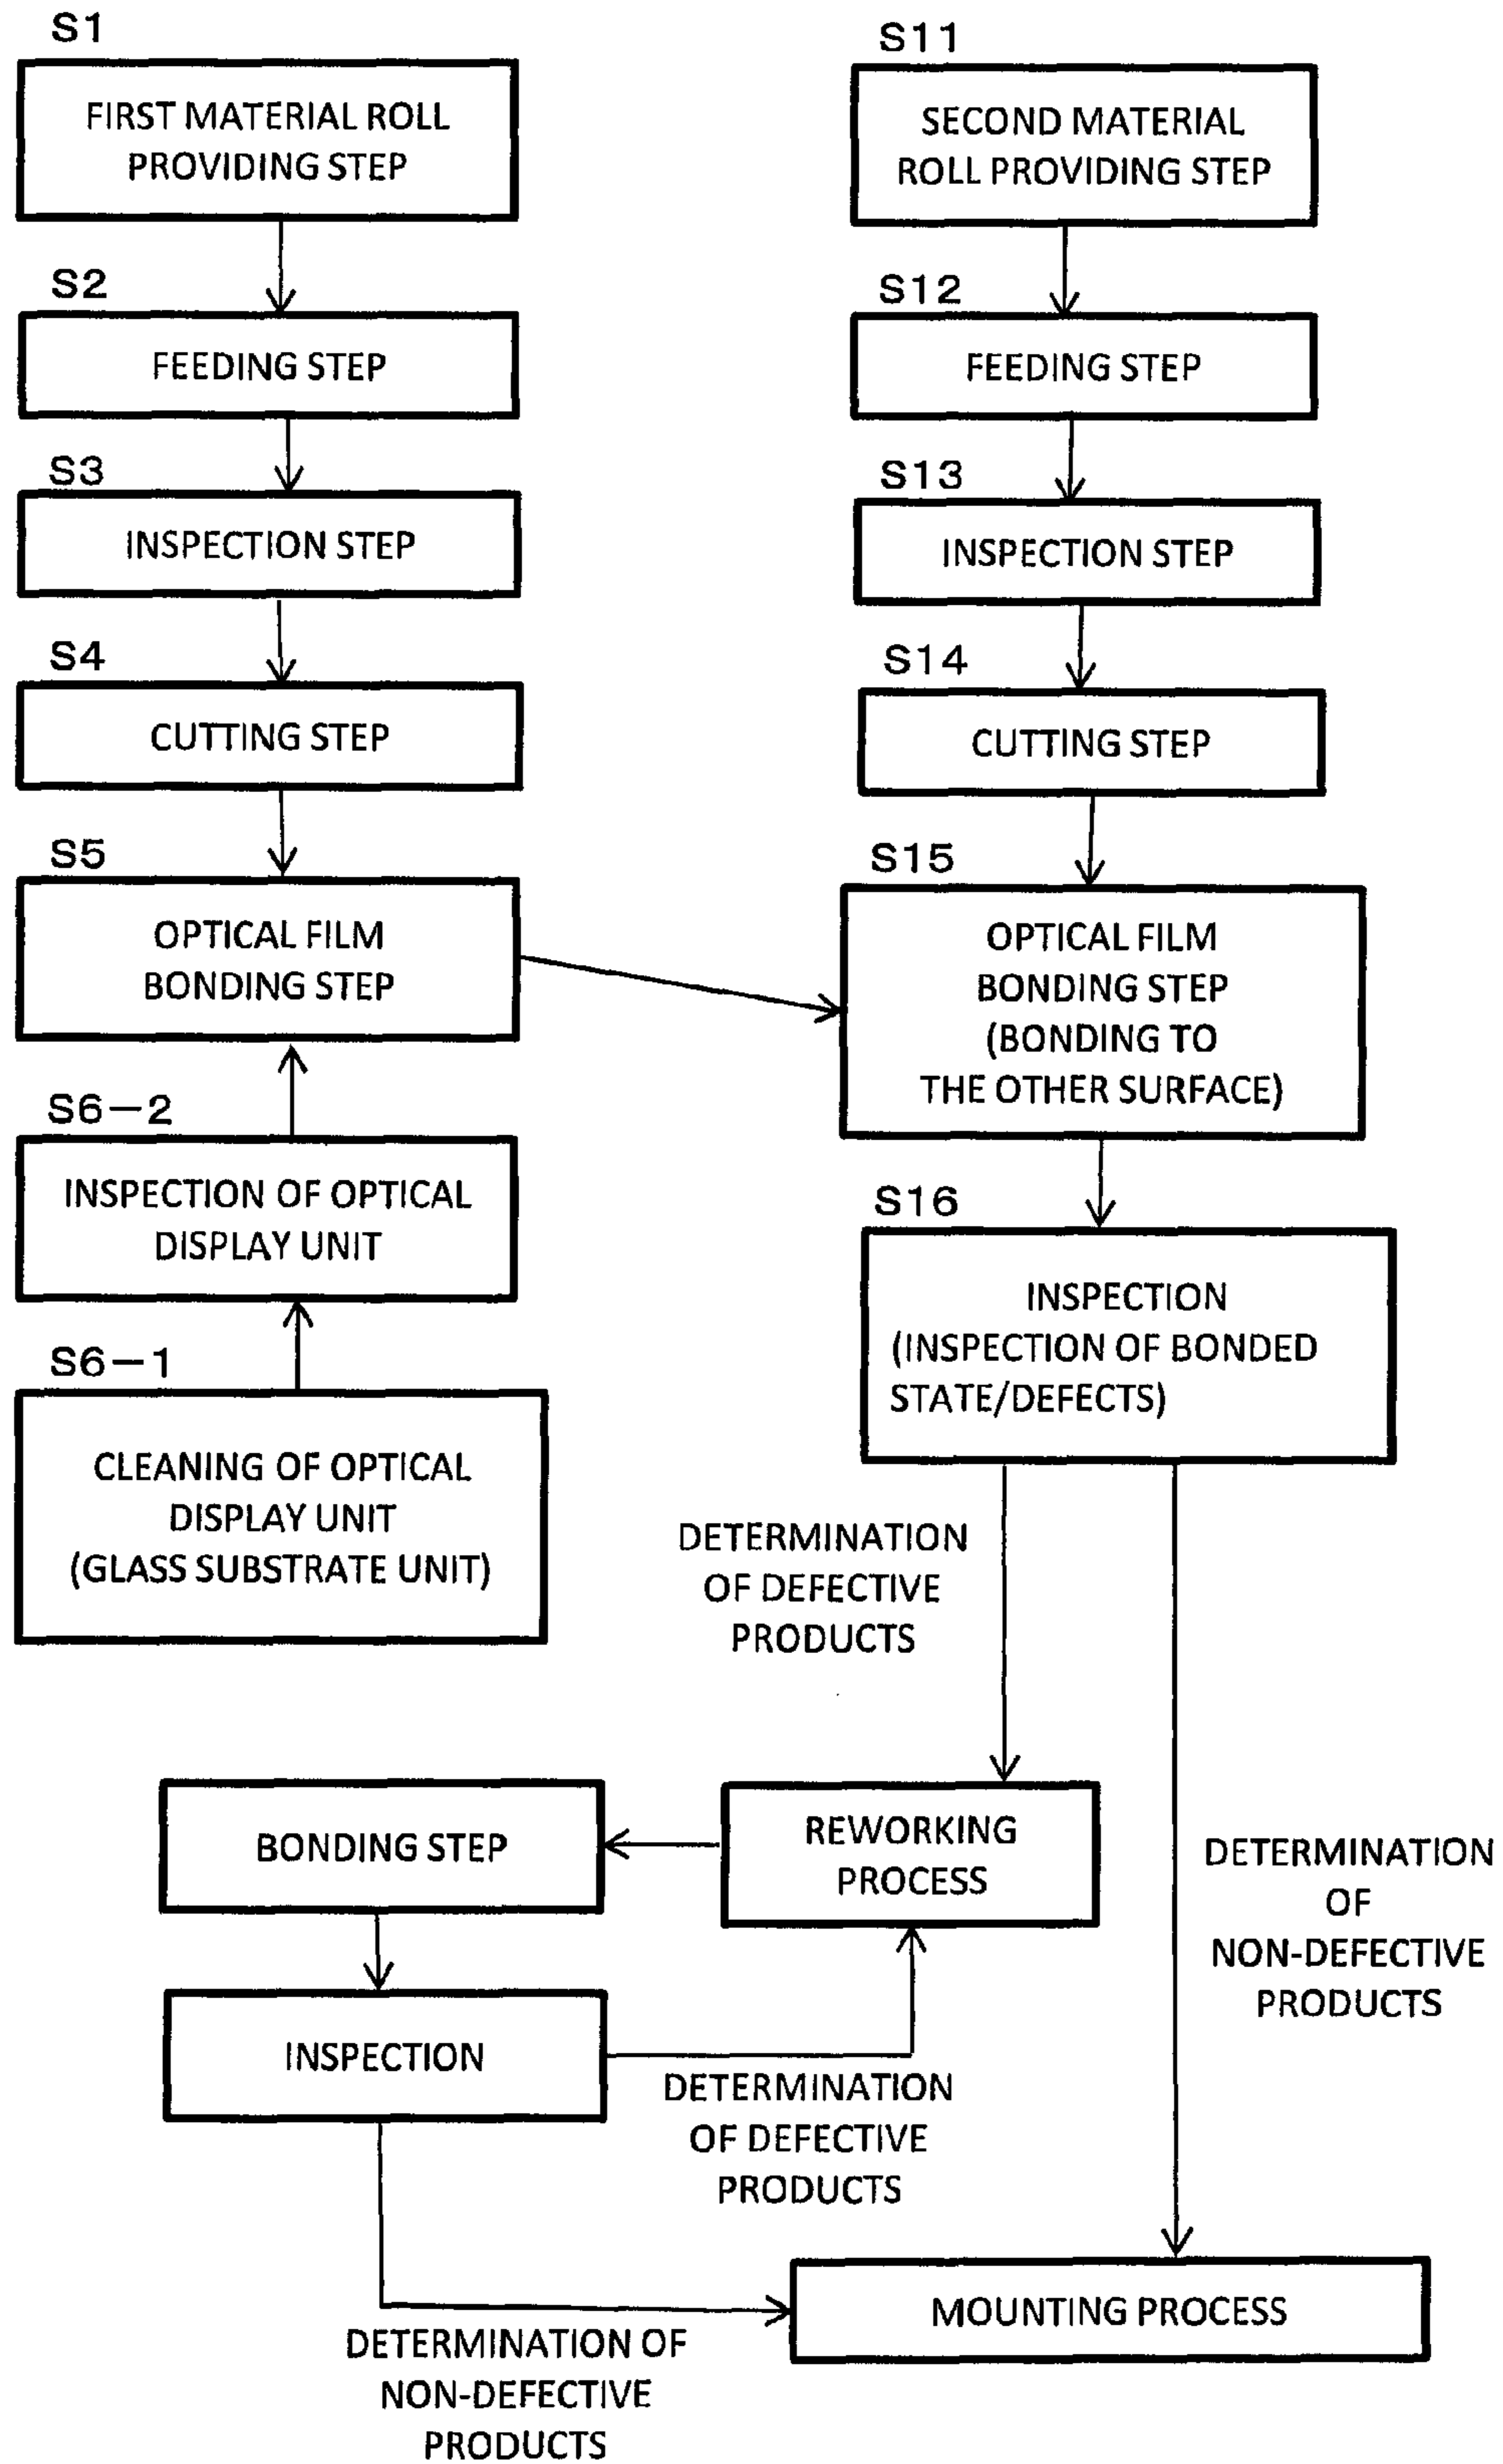 S1
FIRST MATERIAL ROLL
PROVIDING STEP
S2
FEEDING STEP
S3
INSPECTION STEP
S4
CUTTING STEP
S5
OPTICAL FILM
BONDING STEP
S6-2
INSPECTION OF OPTICAL
DISPLAY UNIT
S6-1
CLEANING OF OPTICAL
DISPLAY UNIT
(GLASS SUBSTRATE UNIT)
S11
SECOND MATERIAL
ROLL PROVIDING STEP
S12
FEEDING STEP
S13
INSPECTION STEP
S14
CUTTING STEP
S15
OPTICAL FILM
BONDING STEP
(BONDING TO
THE OTHER SURFACE)
S16
INSPECTION
(INSPECTION OF BONDED
STATE/DEFECTS)
DETERMINATION
OF DEFECTIVE
PRODUCTS
REWORKING
PROCESS
BONDING STEP
INSPECTION
DETERMINATION
OF DEFECTIVE
PRODUCTS
DETERMINATION
OF
NON-DEFECTIVE
PRODUCTS
MOUNTING PROCESS
DETERMINATION OF
NON-DEFECTIVE
PRODUCTS